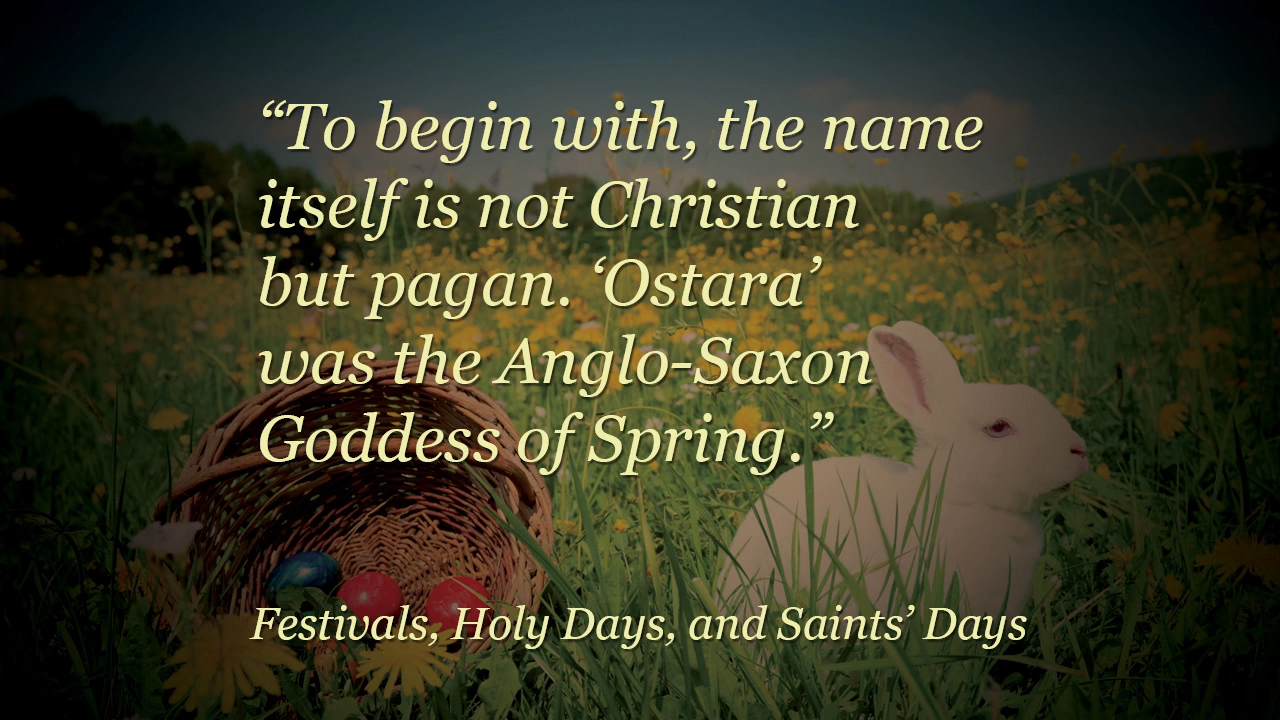 “To begin with, the name
itself is not Christian
but pagan. ‘Ostara’
was the Anglo-Saxon
Goddess of Spring.”
Festivals, Holy Days, and Saints’ Days